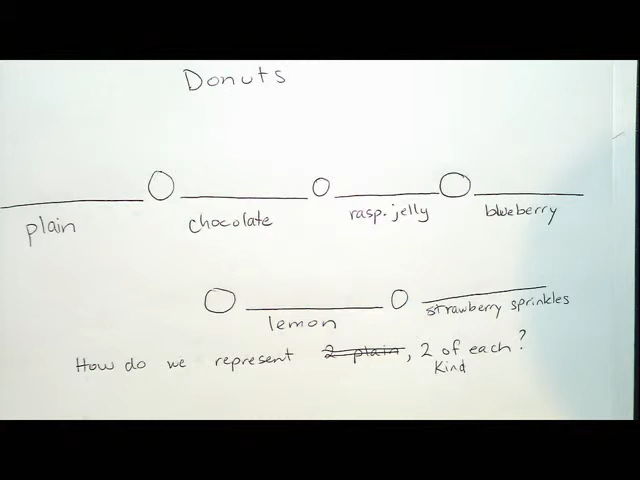 Donuts
plain chocolate rasp. jelly blueberry
lemon strawberry sprinkles
How do we represent 2 plain, 2 of each?
Kind